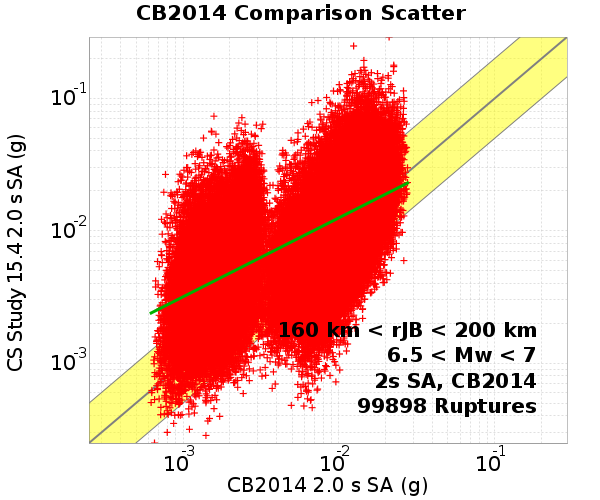 CB2014 Comparison Scatter
CS Study 15.4 2.0 s SA (g)
10-1
10-2
10-3
160 km < rJB < 200 km
6.5 < Mw < 7
2s SA, CB2014
99898 Ruptures
10-3 10-2 10-1
CB2014 2.0 s SA (g)